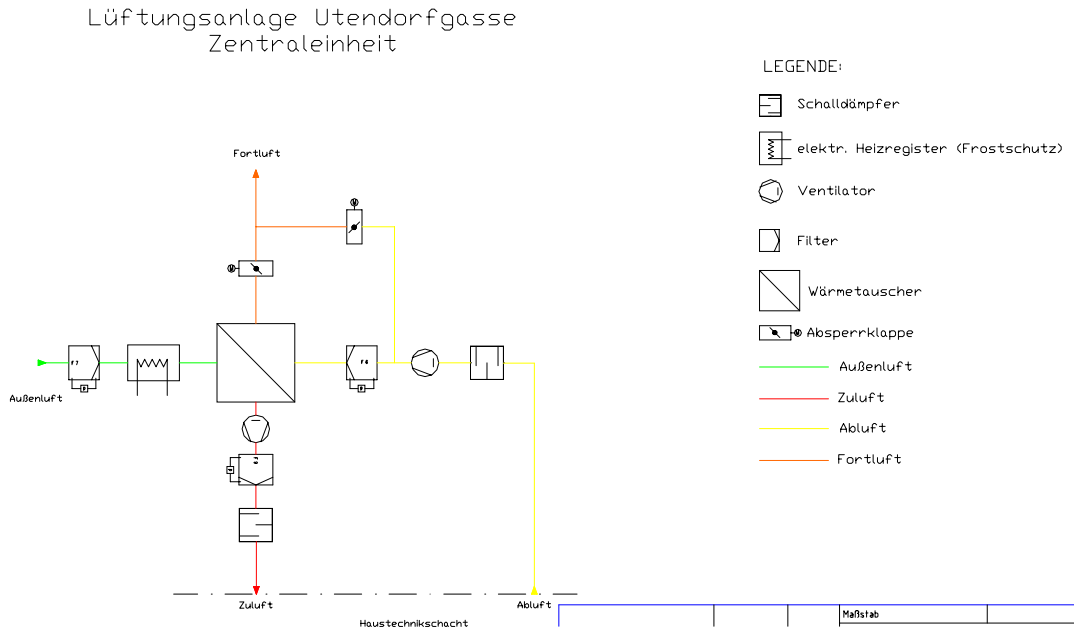 Lüftungsanlage Utendorfgasse
Zentraleinheit
LEGENDE:
Schalldämpfer
elektr. Heizregister (Frostschutz)
Ventilator
Filter
Wärmetauscher
M
Absperrklappe
Außenluft
Zuluft
Abluft
Fortluft
Fortluft
M
M
F7
F6
P
P
Außenluft
Zuluft
Abluft
Haustechnikschacht
Maßstab